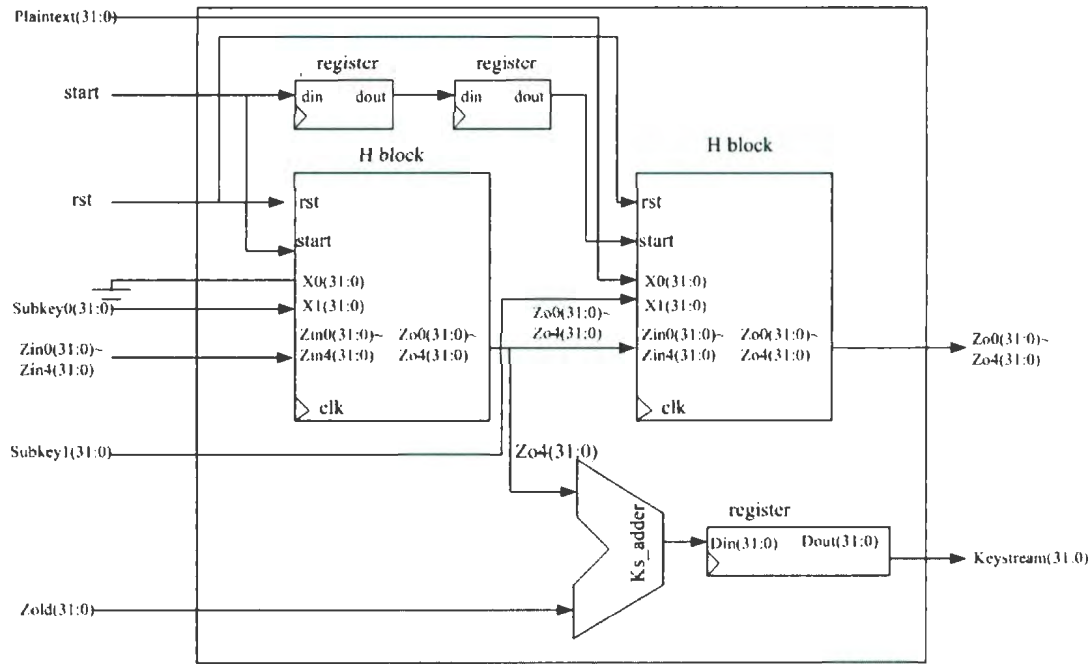 Plaintext(31:0)
register
register
start
din dout
din dout
H block
H block
rst
rst
rst
start
start
X0(31:0)
X0(31:0)
Subkey0(31:0)
X1(31:0)
Zo0(31:0)~
Zo4(31:0)
X1(31:0)
Zin0(31:0)~
Zin4(31:0)
Zin0(31:0)~ Zo0(31:0)~
Zin4(31:0) Zo4(31:0)
Zin0(31:0)~ Zo0(31:0)~
Zin4(31:0) Zo4(31:0)
Zo0(31:0)~
Zo4(31:0)
clk
clk
Subkey1(31:0)
Zo4(31:0)
Ks_adder
register
Din(31:0) Dout(31:0)
Keystream(31:0)
Zold(31:0)